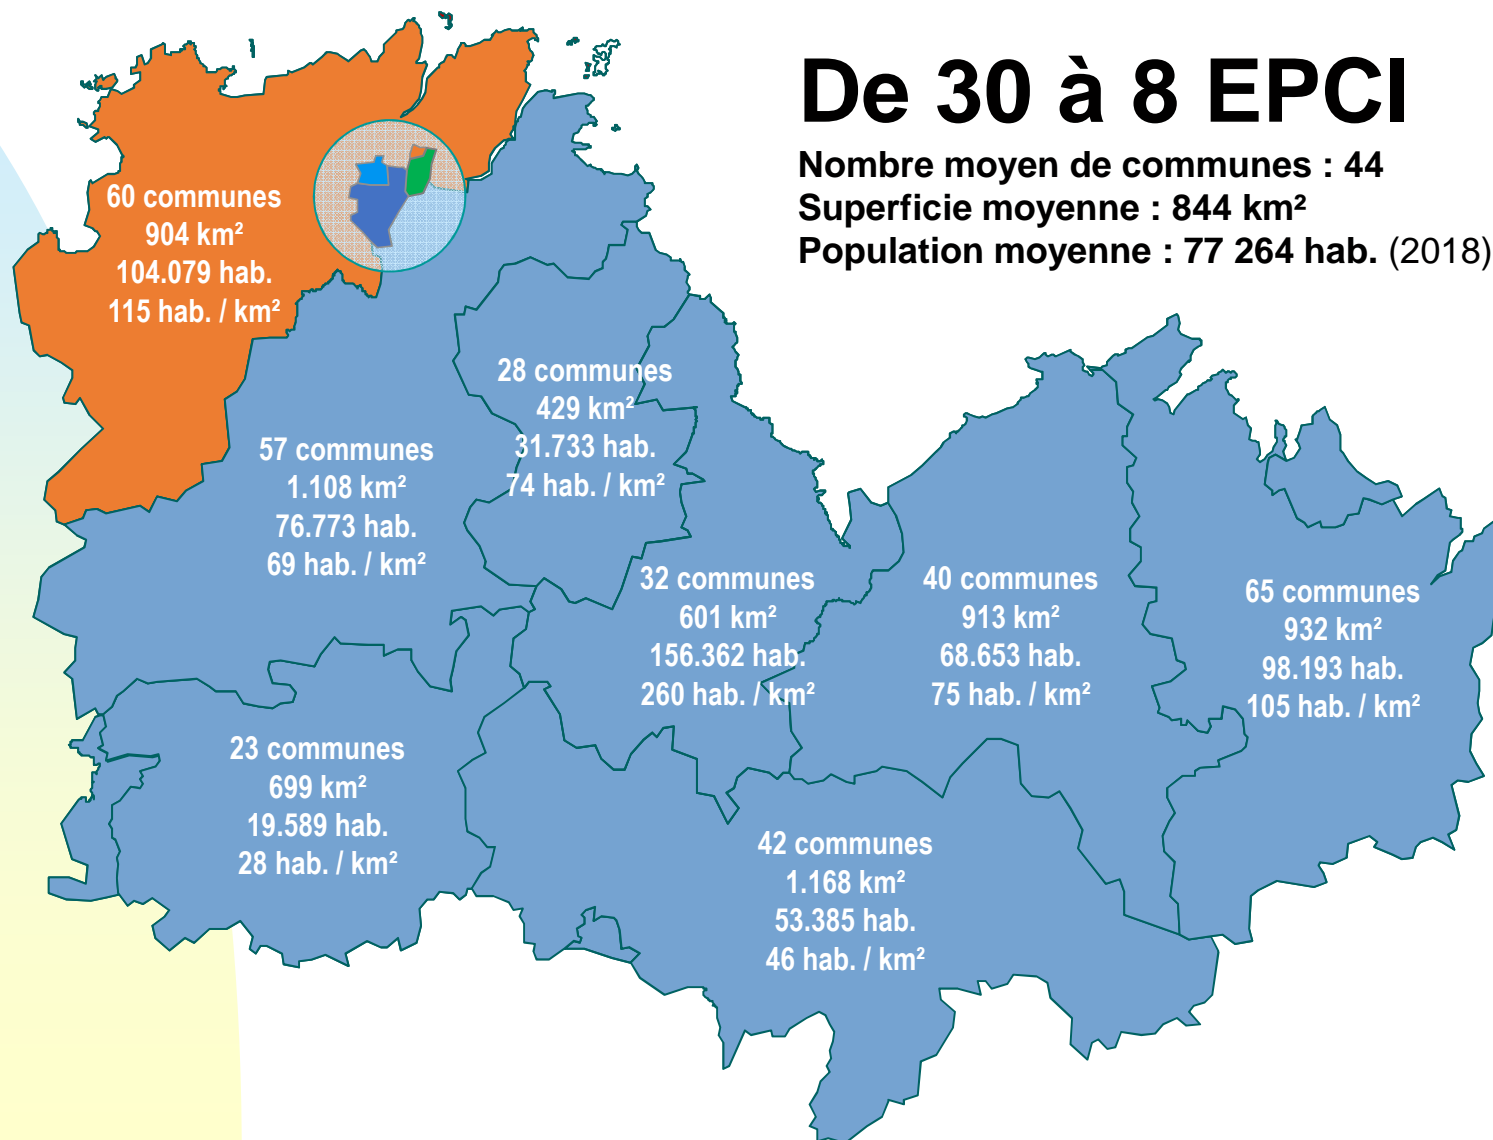 De 30 à 8 EPCI
Nombre moyen de communes : 44
Superficie moyenne : 844 km²
Population moyenne : 77 264 hab. (2018)
60 communes
904 km²
104.079 hab.
115 hab. / km²
28 communes
429 km²
31.733 hab.
74 hab. / km²
57 communes
1.108 km²
76.773 hab.
69 hab. / km²
32 communes
601 km²
156.362 hab.
260 hab. / km²
40 communes
913 km²
68.653 hab.
75 hab. / km²
65 communes
932 km²
98.193 hab.
105 hab. / km²
23 communes
699 km²
19.589 hab.
28 hab. / km²
42 communes
1.168 km²
53.385 hab.
46 hab. / km²